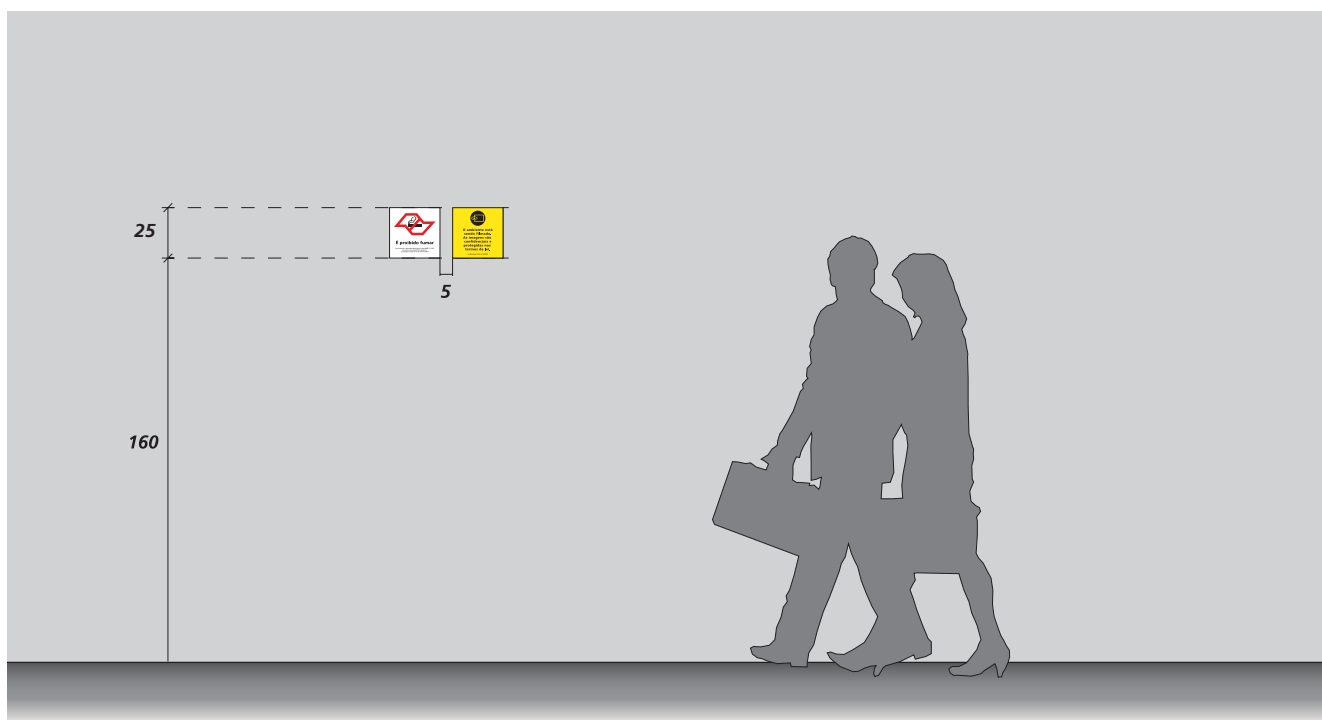 25
É proibido fumar
O ambiente está
sendo filmado.
As imagens são
confidenciais e
protegidas nos
termos da lei.
5
160